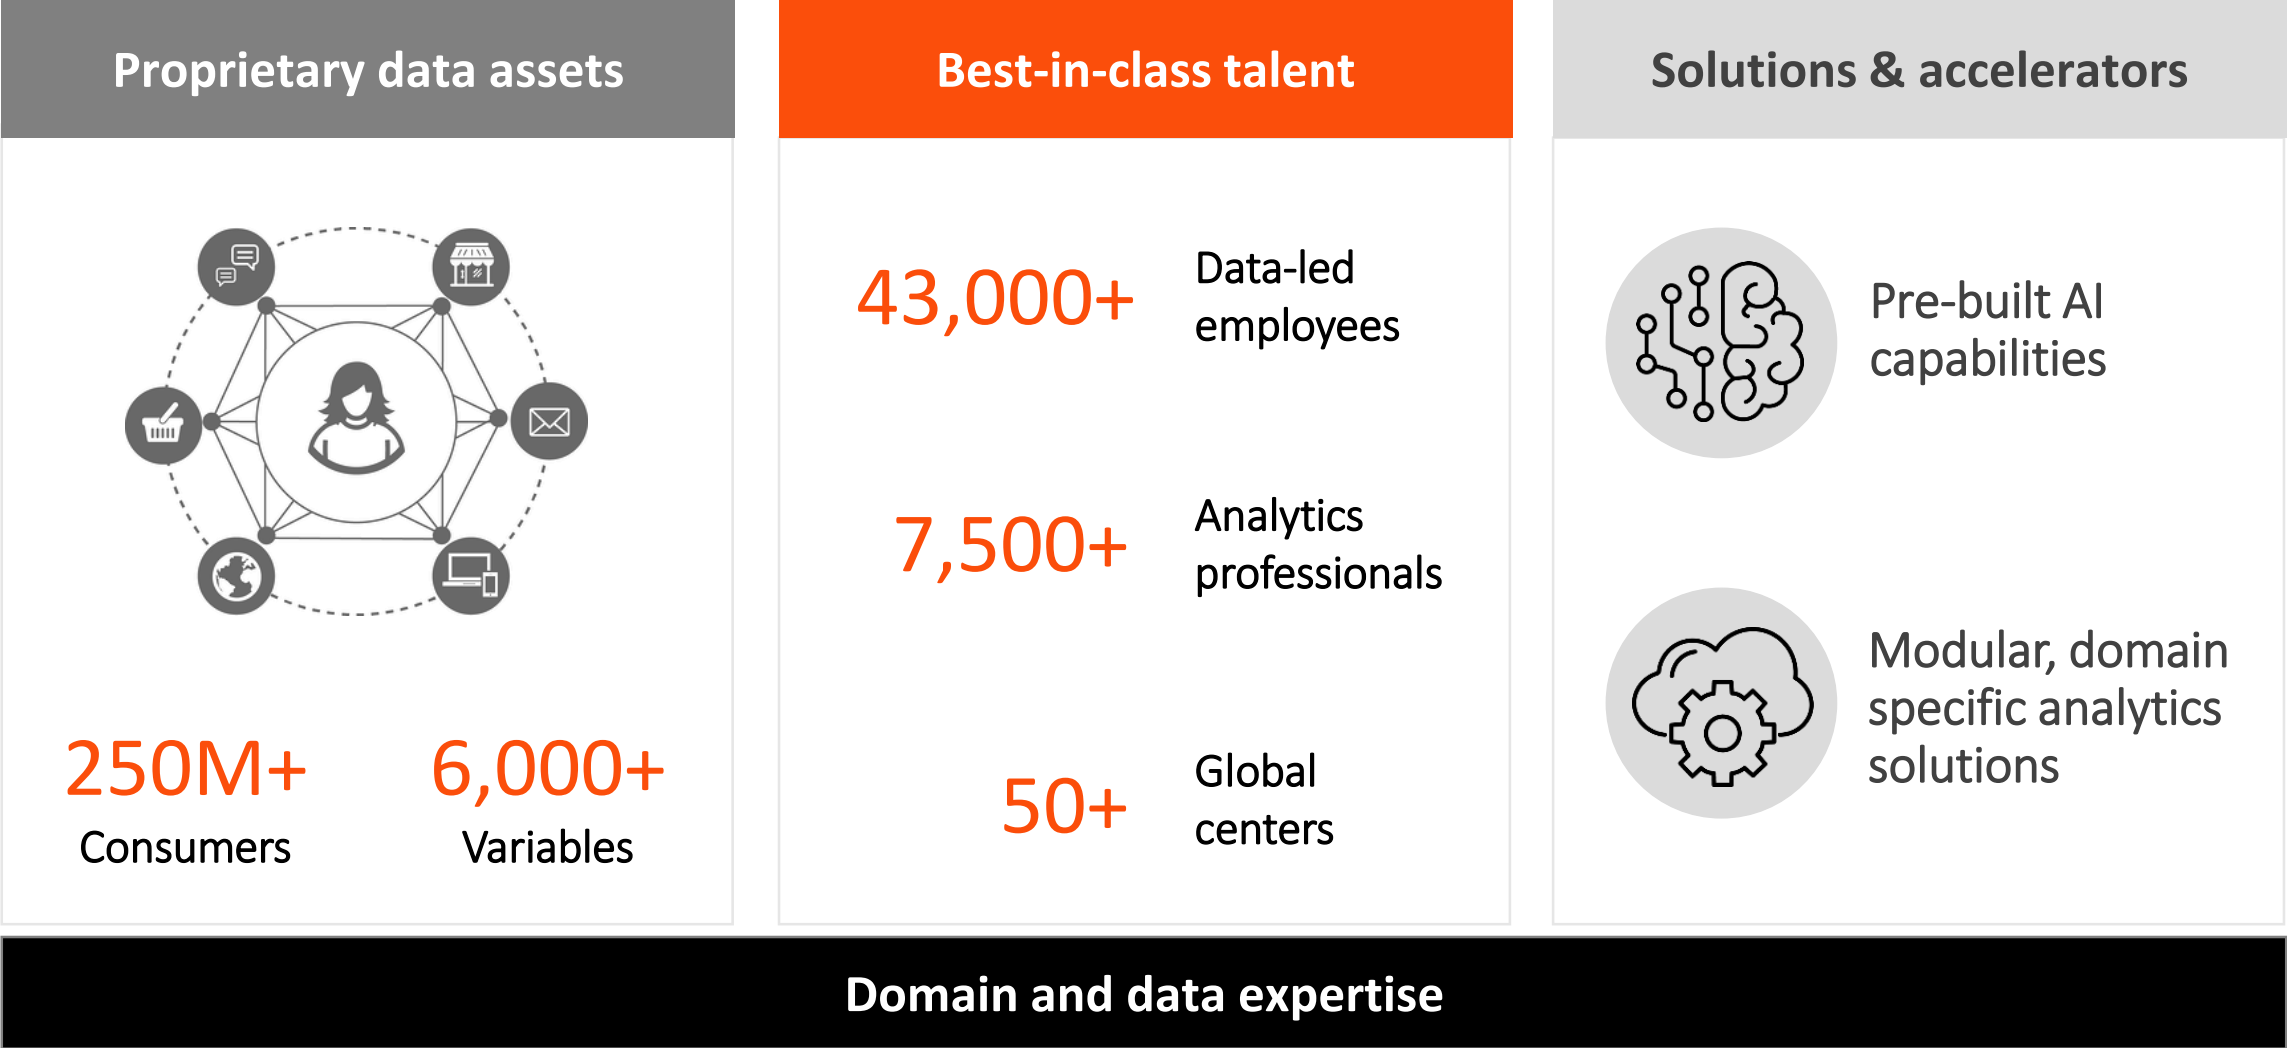 Proprietary data assets
250M+
Consumers
6,000+
Variables
Best-in-class talent
43,000+
Data-led
employees
7,500+
Analytics
professionals
50+
Global
centers
Solutions & accelerators
Pre-built AI
capabilities
Modular, domain
specific analytics
solutions
Domain and data expertise